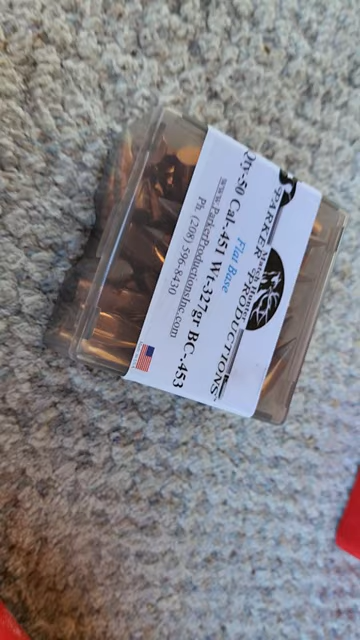 PARKER PRODUCTIONS
Flat Base
Qty-50 Cal-.451 Wt-327gr BC-.453
www.ParkerProductionsInc.com
Ph. (208) 596-8430